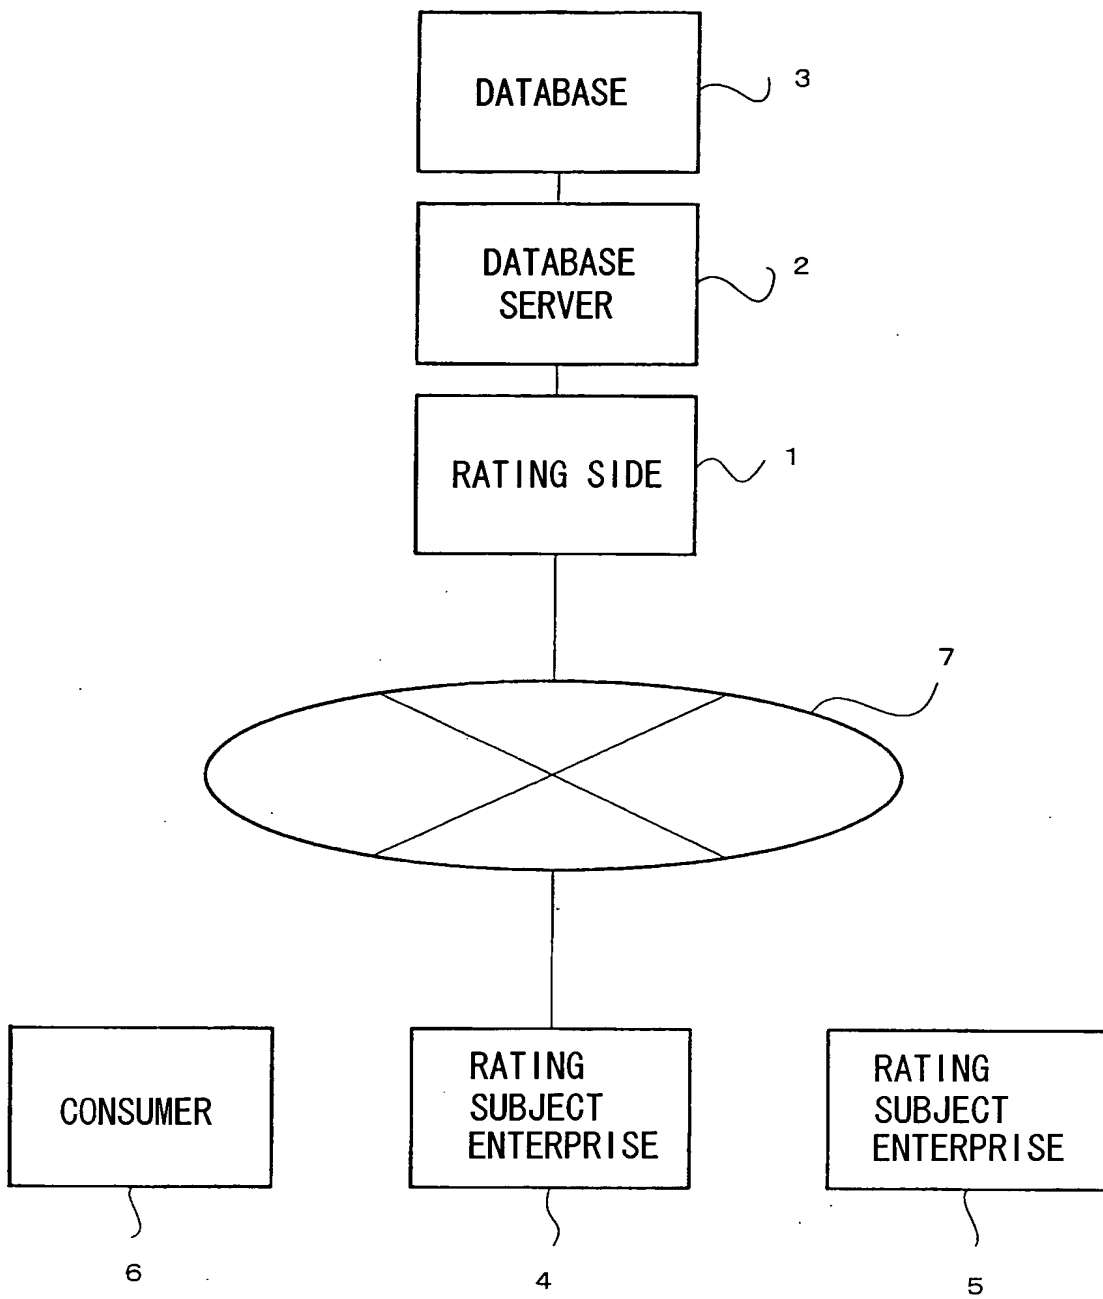 DATABASE
3
DATABASE
SERVER
2
RATING SIDE
1
7
CONSUMER
RATING
SUBJECT
ENTERPRISE
RATING
SUBJECT
ENTERPRISE
6
4
5